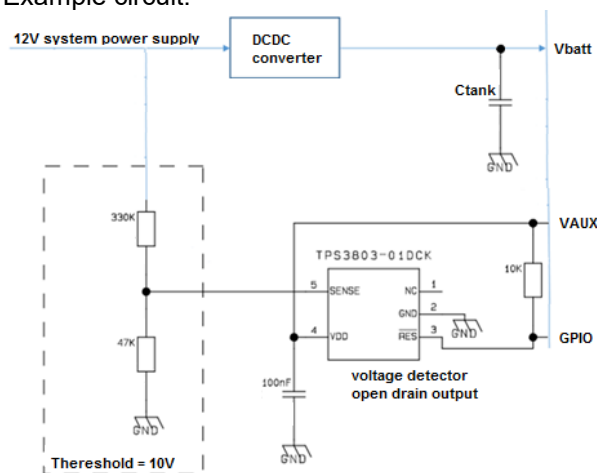 Example circuit:
12V system power supply
DCDC
converter
Vbatt
Ctank
GND
330K
VAUX
TPS3803-01DCK
10K
5
SENSE
NC
1
GND
2
GND
4
VDD
RES
3
GPIO
47K
100nF
voltage detector
open drain output
GND
GND
Thereshold = 10V